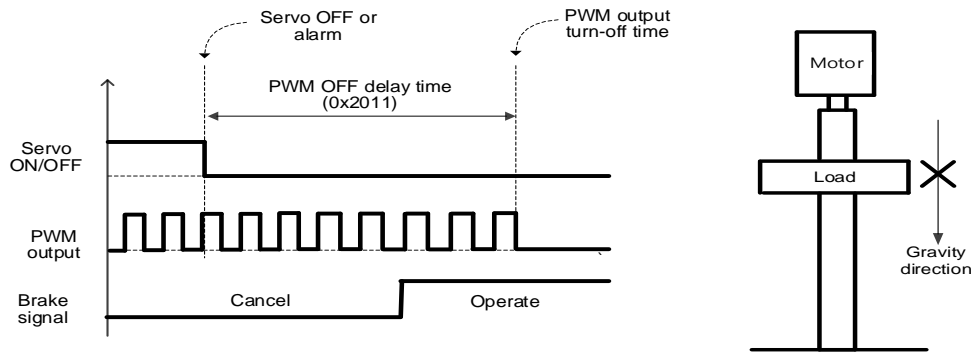 Servo OFF or
alarm
PWM output
turn-off time
PWM OFF delay time
(0x2011)
Servo
ON/OFF
PWM
output
Brake
signal
Cancel
Operate
Motor
Load
Gravity
direction